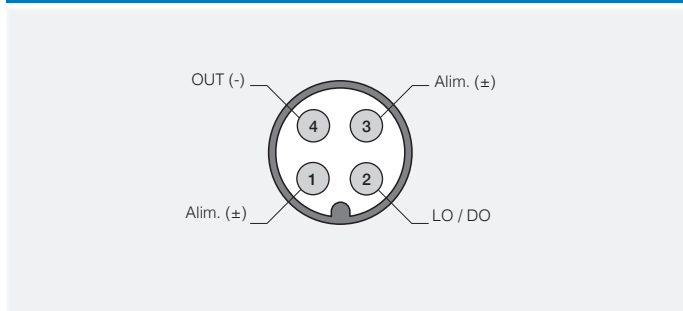 OUT (-)
Alim. (±)
4
3
1
2
Alim. (±)
LO / DO